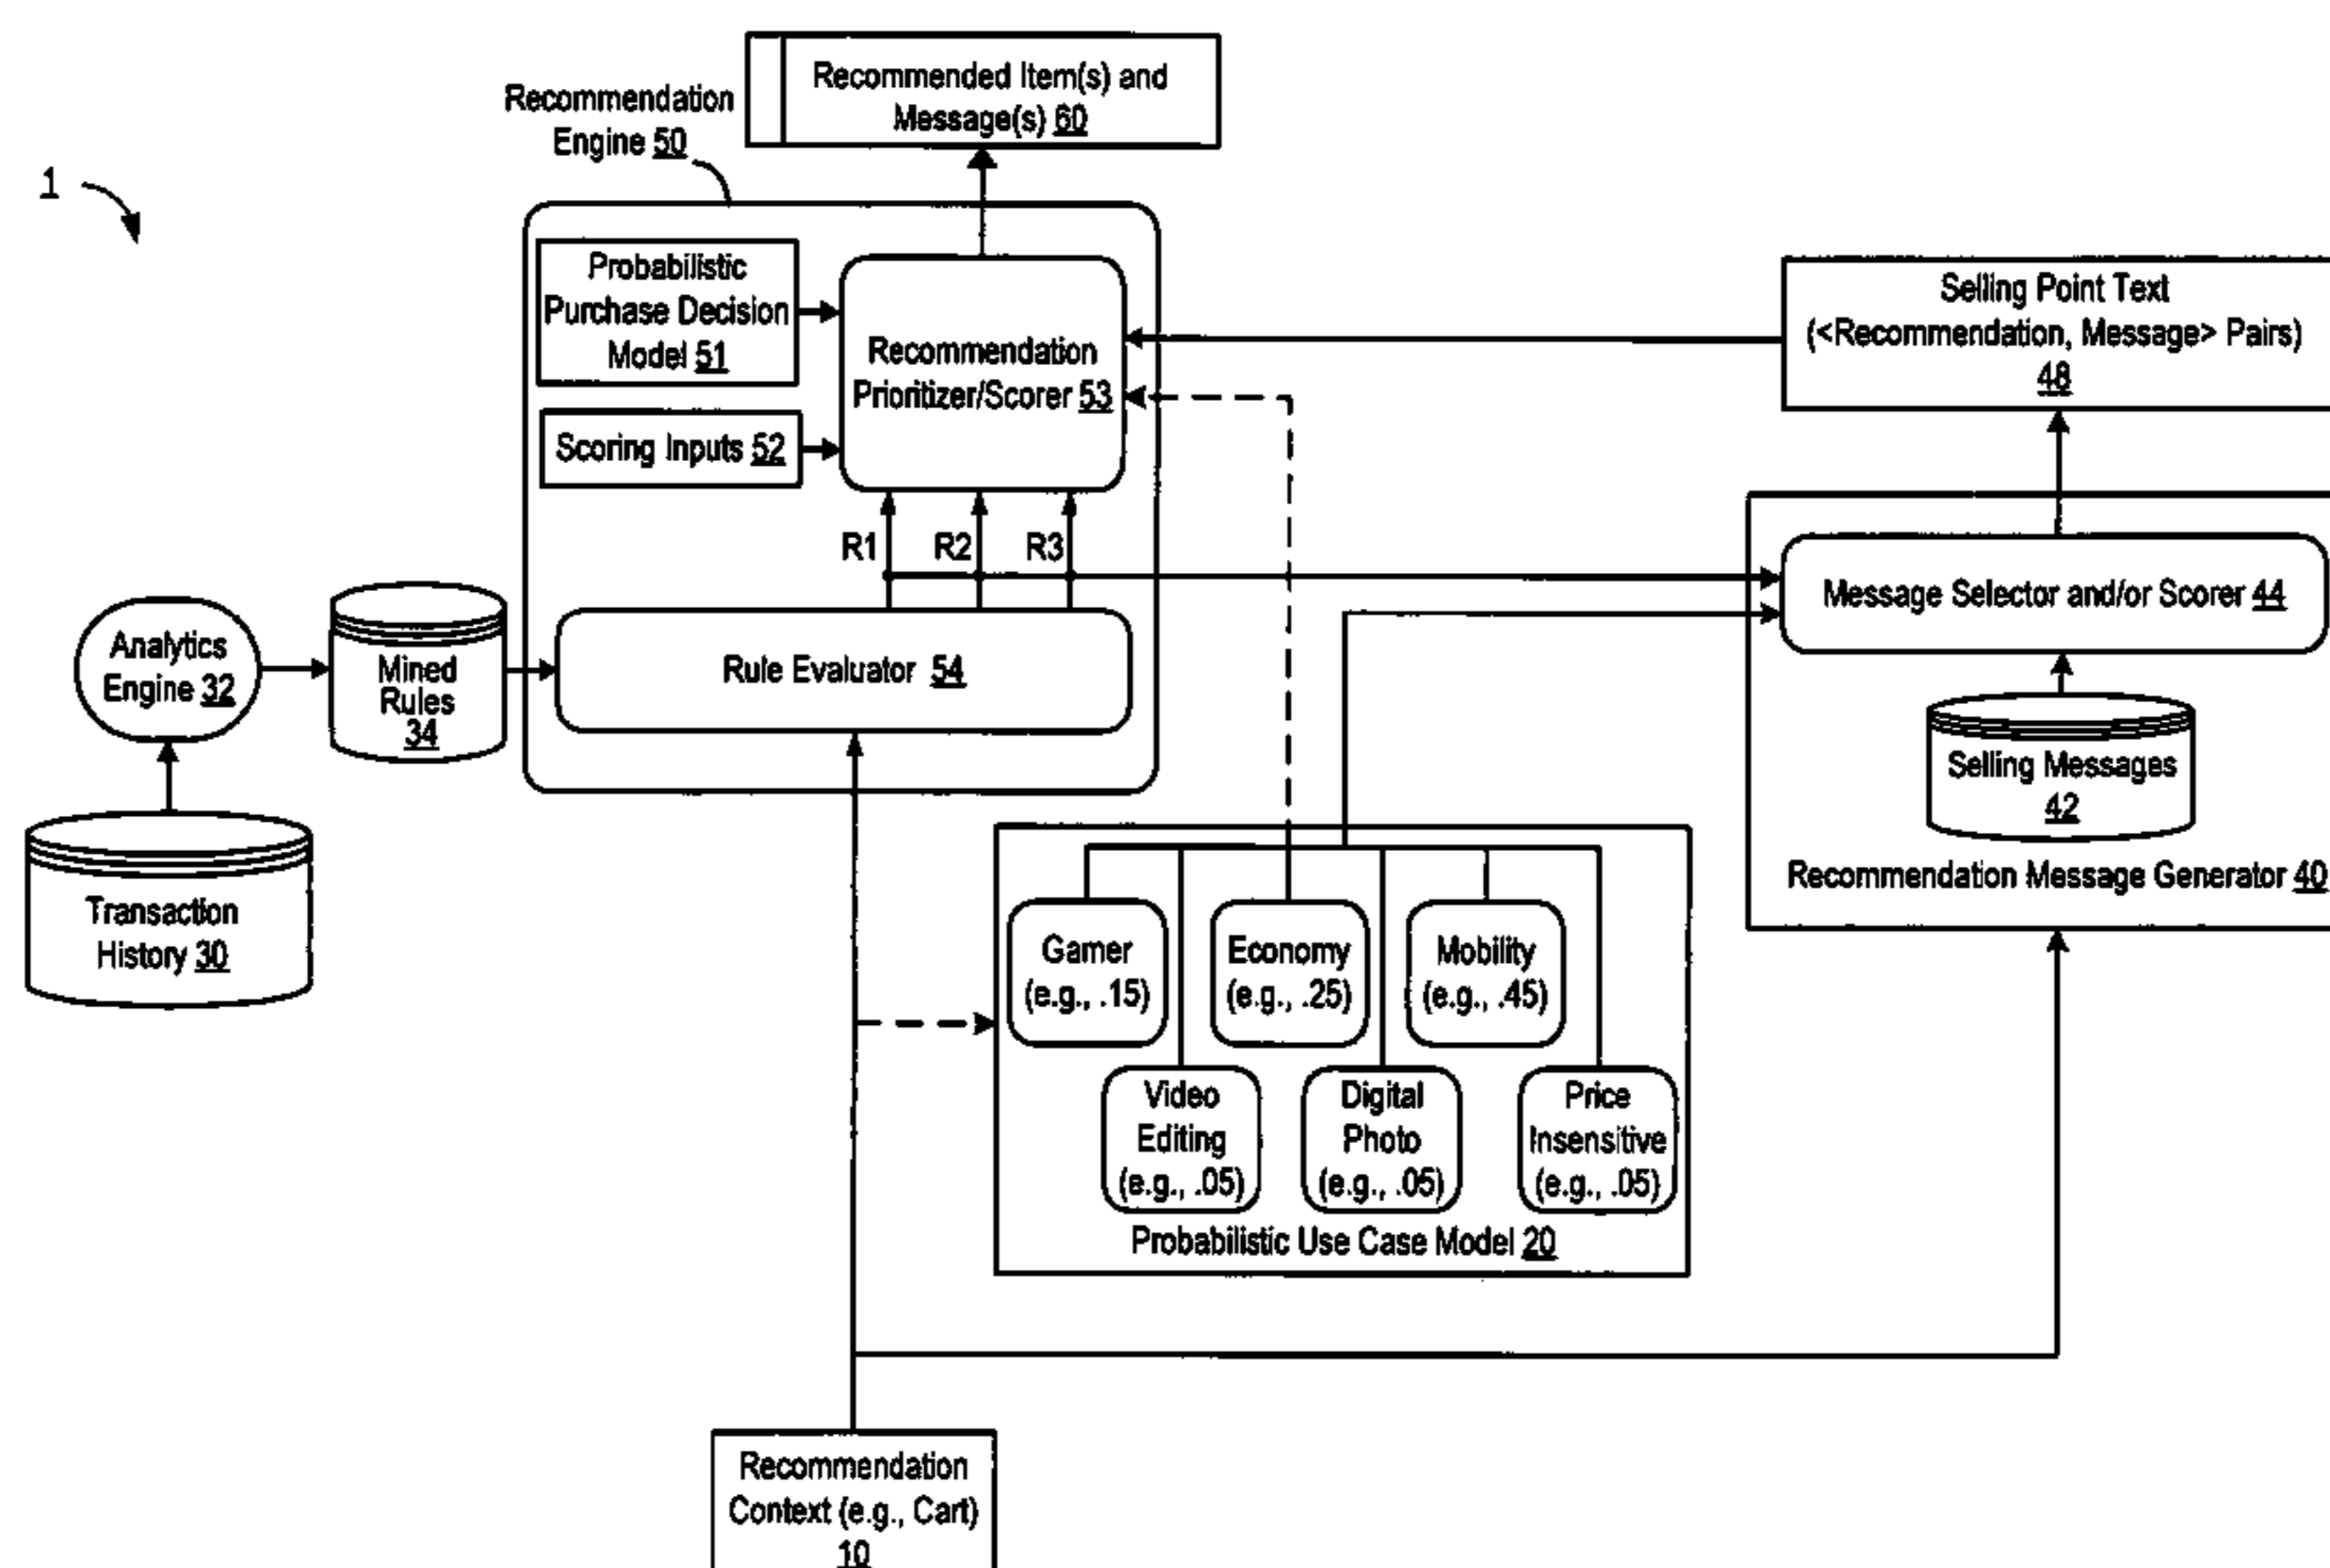 Recommended Item(s) and
Message(s) 60
Recommendation
Engine 50
1
Probabilistic
Purchase Decision
Model 51
Recommendation
Prioritizer/Scorer 53
Scoring Inputs 52
Selling Point Text
(<Recommendation, Message> Pairs)
48
R1
R2
R3
Message Selector and/or Scorer 44
Analytics
Engine 32
Mined
Rules
34
Rule Evaluator 54
Selling Messages
42
Recommendation Message Generator 40
Transaction
History 30
Gamer
(e.g., .15)
Economy
(e.g., .25)
Mobility
(e.g., .45)
Video
Editing
(e.g., .05)
Digital
Photo
(e.g., .05)
Price
Insensitive
(e.g., .05)
Probabilistic Use Case Model 20
Recommendation
Context (e.g., Cart)
10